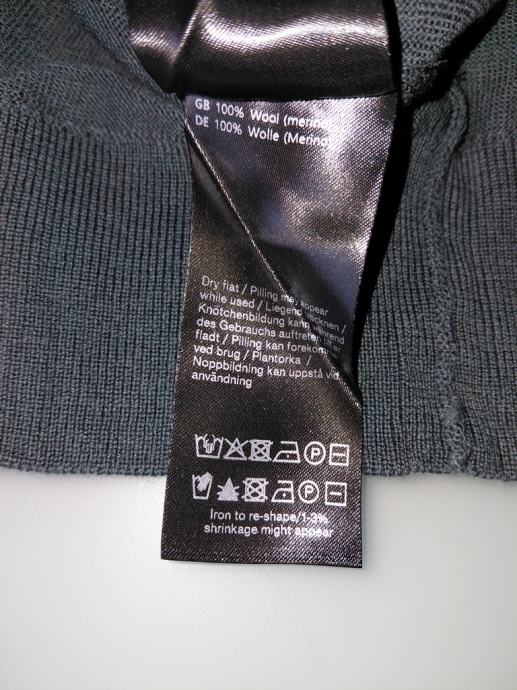 GB 100% Wool (merino
DE 100% Wolle (Merino
Dry flat / Pilling may appear
while used / Liegend trocknen /
Knötchenbildung kann während
des Gebrauchs auftreten
fladt / Pilling kan forekom
ved brug / Plantorka /
Noppbildning kan uppstå vid
användning
P
P
Iron to re-shape/1-3%
shrinkage might appear